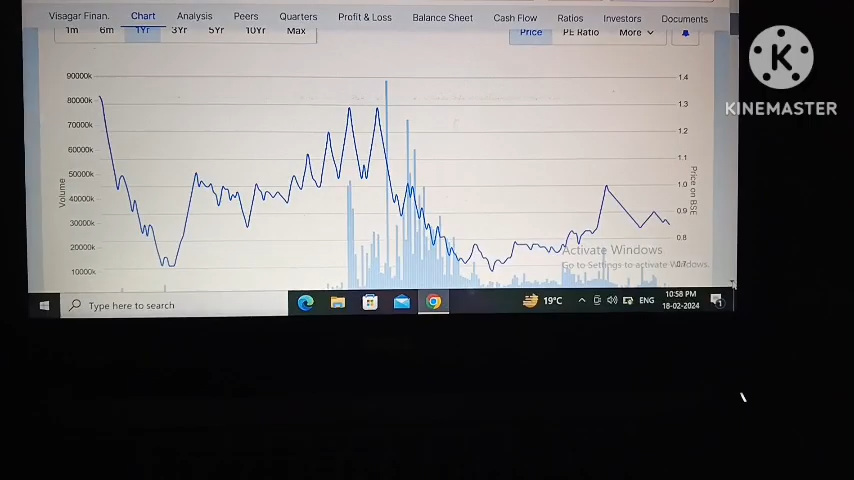 Visagar Finan. Chart Analysis Peers Quarters Profit & Loss Balance Sheet Cash Flow Ratios Investors Documents
1m 6m 1Yr 3Yr 5Yr 10Yr Max Price PE Ratio More
90000k 1.4
80000k 1.3
70000k 1.2
60000k 1.1
50000k 1.0
40000k 0.9
30000k 0.8
20000k 0.7
10000k
Volume
Price on BSE
Activate Windows
Go to Settings to activate Windows.
Type here to search 19°C ENG 10:58 PM
18-02-2024
1
K
KINEMASTER